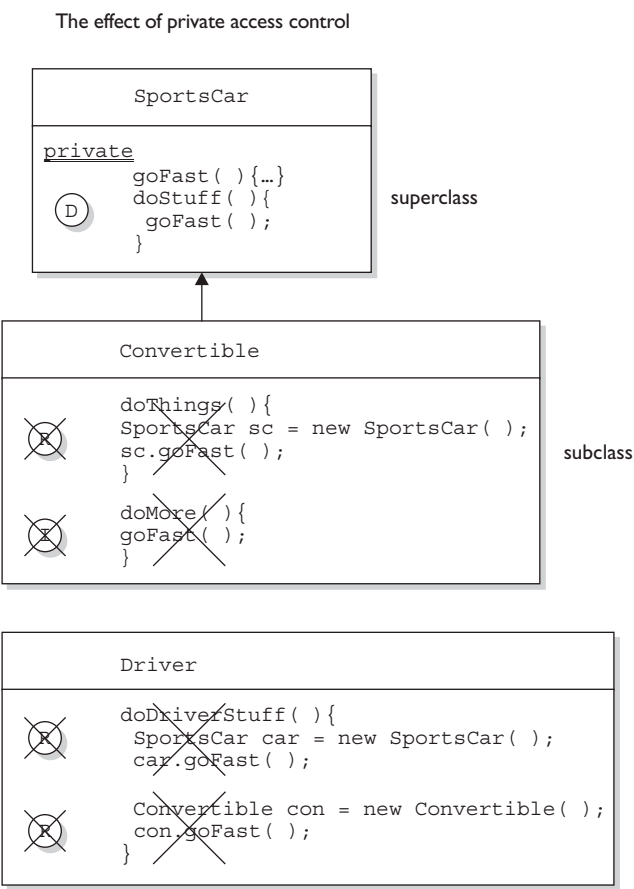 The effect of private access control
SportsCar
private
goFast( ){…}
D
doStuff( ){
goFast( );
}
superclass
Convertible
doThings( ){
R
SportsCar sc = new SportsCar( );
sc.goFast( );
}
subclass
doMore( ){
I
goFast( );
}
Driver
doDriverStuff( ){
R
SportsCar car = new SportsCar( );
car.goFast( );
Convertible con = new Convertible( );
R
con.goFast( );
}